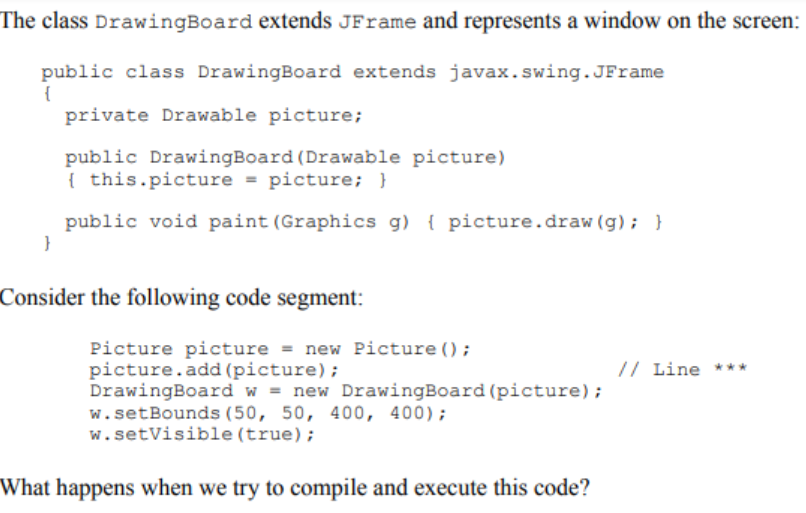 The class DrawingBoard extends JFrame and represents a window on the screen:
public class DrawingBoard extends javax.swing.JFrame
{
private Drawable picture;
public DrawingBoard(Drawable picture)
{ this.picture = picture; }
public void paint(Graphics g) { picture.draw(g); }
}
Consider the following code segment:
Picture picture = new Picture();
picture.add(picture); // Line ***
DrawingBoard w = new DrawingBoard(picture);
w.setBounds(50, 50, 400, 400);
w.setVisible(true);
What happens when we try to compile and execute this code?